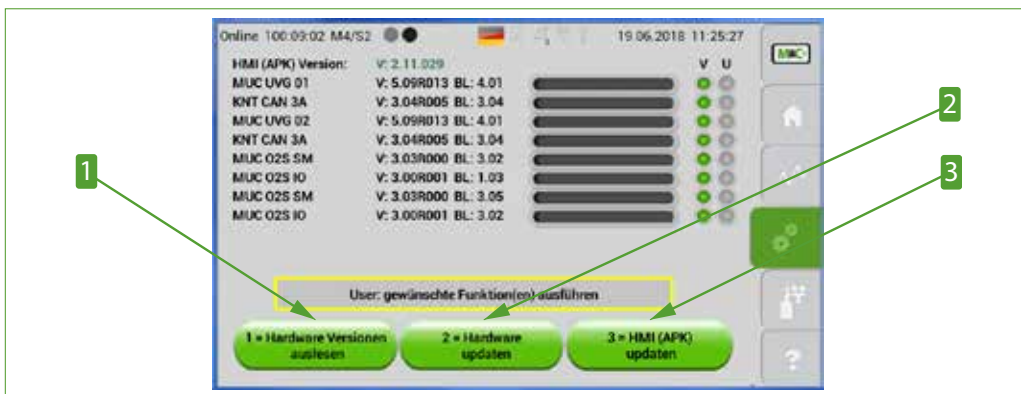 Online 100:09:02 M4/S2 19.06.2018 11:25:27
MUC
HMI (APK) Version: V: 2.11.029 V U
MUC UVG 01 V: 5.09R013 BL: 4.01
KNT CAN 3A V: 3.04R005 BL: 3.04
MUC UVG 02 V: 5.09R013 BL: 4.01
KNT CAN 3A V: 3.04R005 BL: 3.04
MUC O2S SM V: 3.03R000 BL: 3.02
MUC O2S IO V: 3.00R001 BL: 1.03
MUC O2S SM V: 3.03R000 BL: 3.05
MUC O2S IO V: 3.00R001 BL: 3.02
1
2
3
User: gewünschte Funktion(en) ausführen
1 = Hardware Versionen
auslesen
2 = Hardware
updaten
3 = HMI (APK)
updaten
?